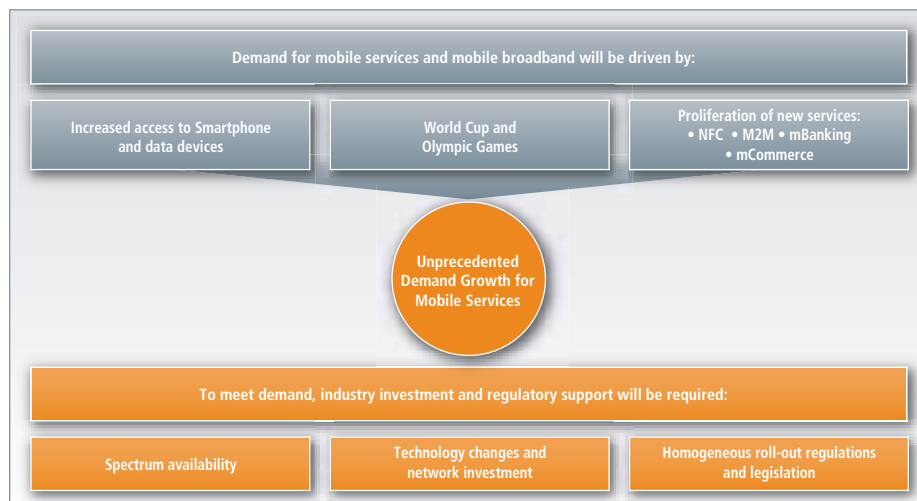 Demand for mobile services and mobile broadband will be driven by:
Increased access to Smartphone
and data devices
World Cup and
Olympic Games
Proliferation of new services:
• NFC • M2M • mBanking
• mCommerce
Unprecedented
Demand Growth for
Mobile Services
To meet demand, industry investment and regulatory support will be required:
Spectrum availability
Technology changes and
network investment
Homogeneous roll-out regulations
and legislation